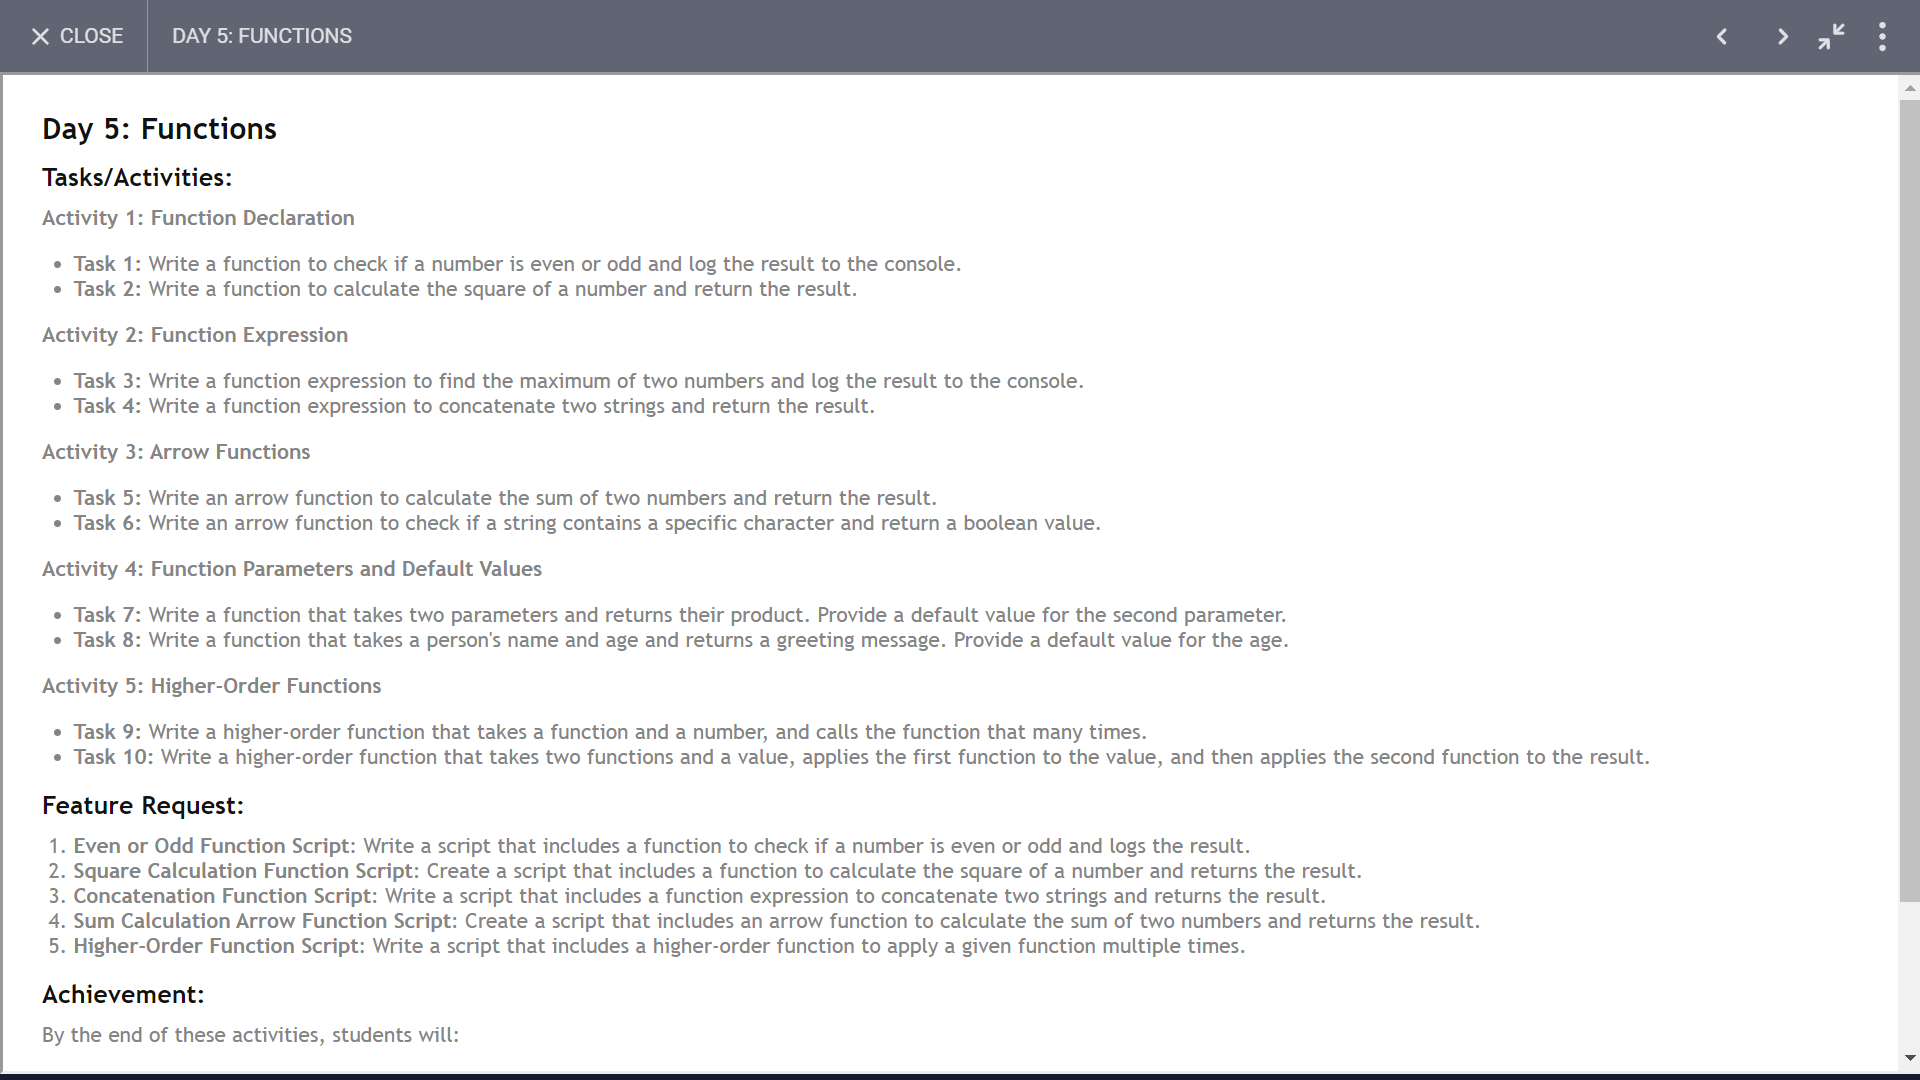 CLOSE
DAY 5: FUNCTIONS
Day 5: Functions
Tasks/Activities:
Activity 1: Function Declaration
• Task 1: Write a function to check if a number is even or odd and log the result to the console.
• Task 2: Write a function to calculate the square of a number and return the result.
Activity 2: Function Expression
• Task 3: Write a function expression to find the maximum of two numbers and log the result to the console.
• Task 4: Write a function expression to concatenate two strings and return the result.
Activity 3: Arrow Functions
• Task 5: Write an arrow function to calculate the sum of two numbers and return the result.
• Task 6: Write an arrow function to check if a string contains a specific character and return a boolean value.
Activity 4: Function Parameters and Default Values
• Task 7: Write a function that takes two parameters and returns their product. Provide a default value for the second parameter.
• Task 8: Write a function that takes a person's name and age and returns a greeting message. Provide a default value for the age.
Activity 5: Higher-Order Functions
• Task 9: Write a higher-order function that takes a function and a number, and calls the function that many times.
• Task 10: Write a higher-order function that takes two functions and a value, applies the first function to the value, and then applies the second function to the result.
Feature Request:
1. Even or Odd Function Script: Write a script that includes a function to check if a number is even or odd and logs the result.
2. Square Calculation Function Script: Create a script that includes a function to calculate the square of a number and returns the result.
3. Concatenation Function Script: Write a script that includes a function expression to concatenate two strings and returns the result.
4. Sum Calculation Arrow Function Script: Create a script that includes an arrow function to calculate the sum of two numbers and returns the result.
5. Higher-Order Function Script: Write a script that includes a higher-order function to apply a given function multiple times.
Achievement:
By the end of these activities, students will: